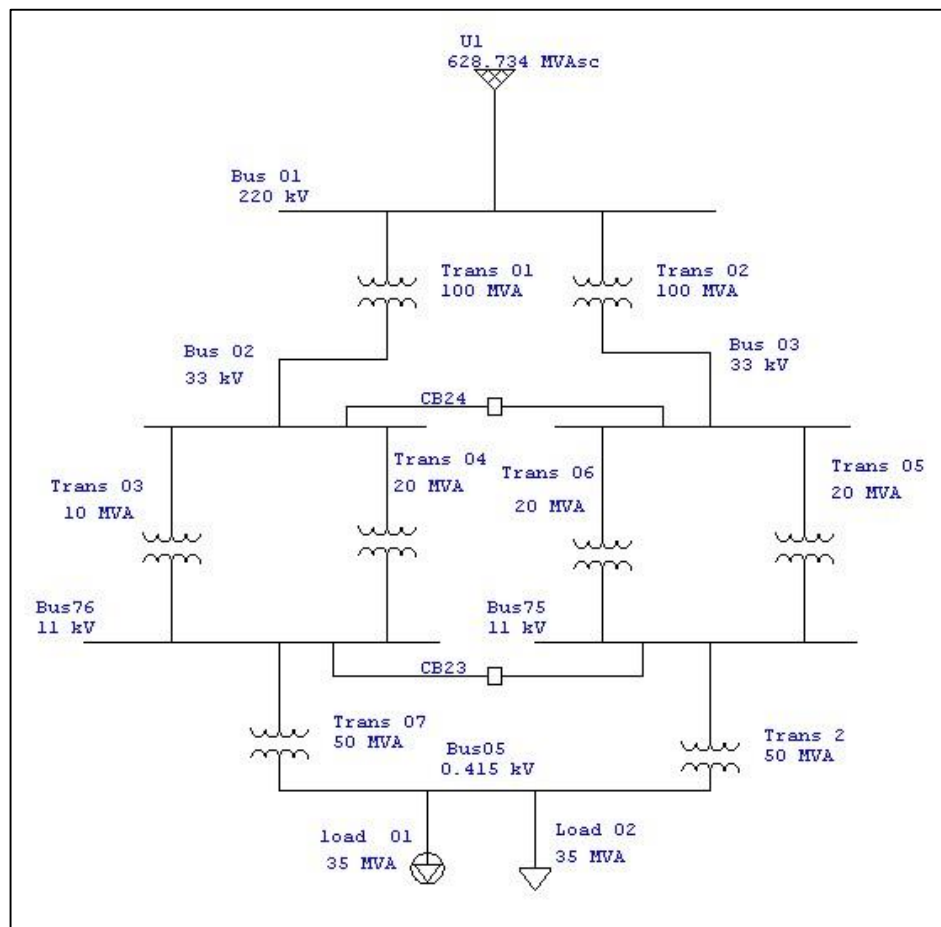 U1
628.734 MVAsc
Bus 01
220 kV
Trans 01
100 MVA
Trans 02
100 MVA
Bus 02
33 kV
Bus 03
33 kV
CB24
Trans 03
10 MVA
Trans 04
20 MVA
Trans 06
20 MVA
Trans 05
20 MVA
Bus76
11 kV
Bus75
11 kV
CB23
Trans 07
50 MVA
Bus05
0.415 kV
Trans 2
50 MVA
load 01
35 MVA
Load 02
35 MVA